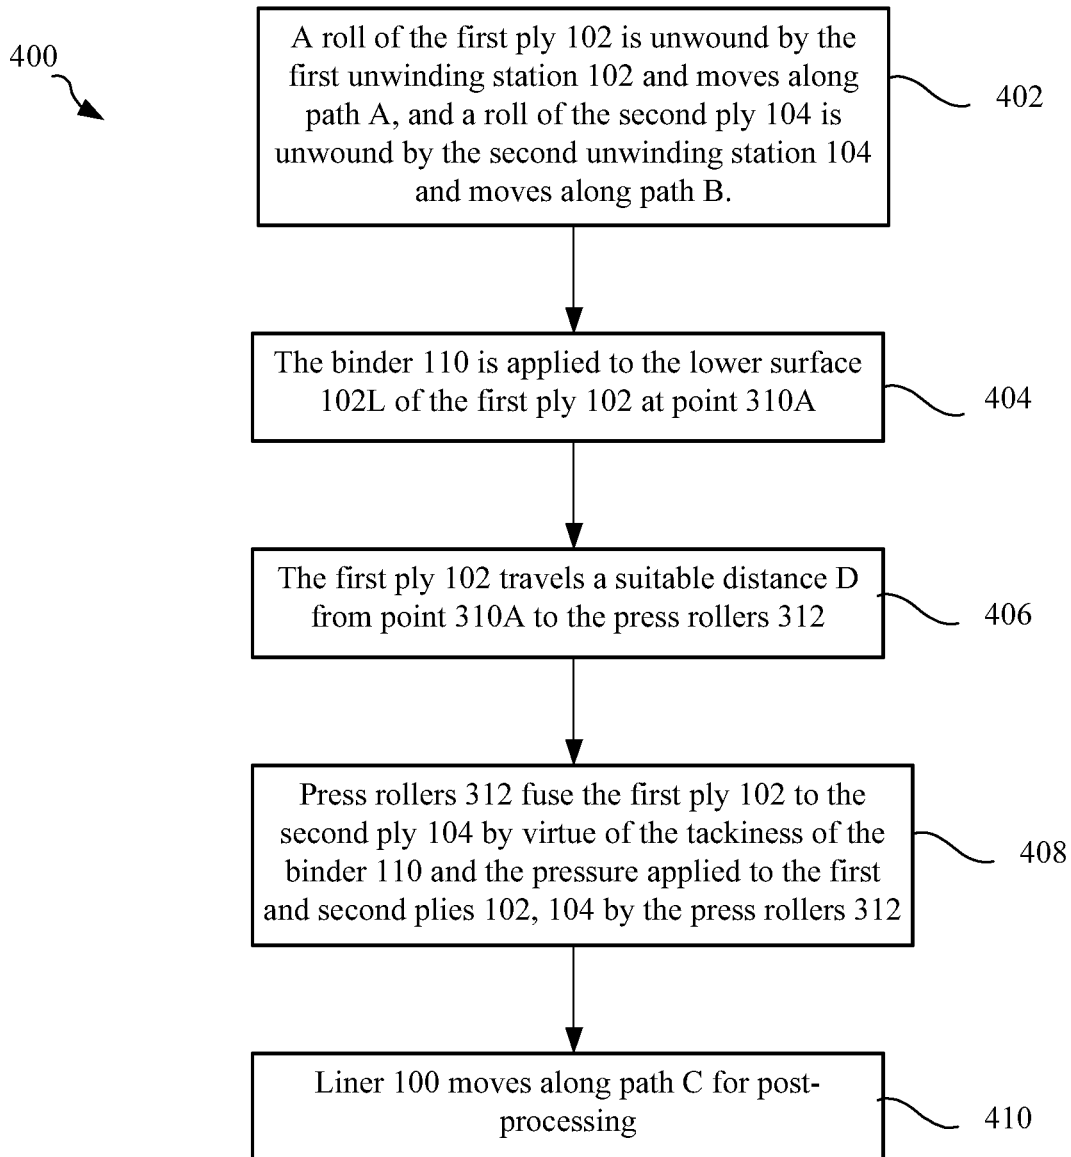 400
A roll of the first ply 102 is unwound by the
first unwinding station 102 and moves along
path A, and a roll of the second ply 104 is
unwound by the second unwinding station 104
and moves along path B.
402
The binder 110 is applied to the lower surface
102L of the first ply 102 at point 310A
404
The first ply 102 travels a suitable distance D
from point 310A to the press rollers 312
406
Press rollers 312 fuse the first ply 102 to the
second ply 104 by virtue of the tackiness of the
binder 110 and the pressure applied to the first
and second plies 102, 104 by the press rollers 312
408
Liner 100 moves along path C for post-
processing
410